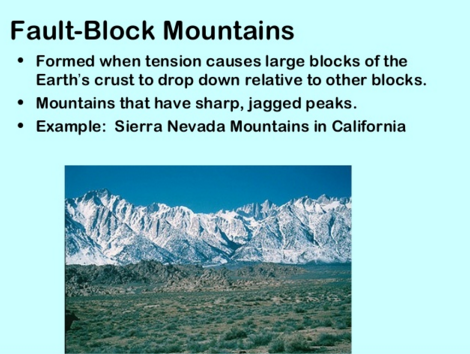 Fault-Block Mountains
• Formed when tension causes large blocks of the
Earth's crust to drop down relative to other blocks.
• Mountains that have sharp, jagged peaks.
• Example: Sierra Nevada Mountains in California